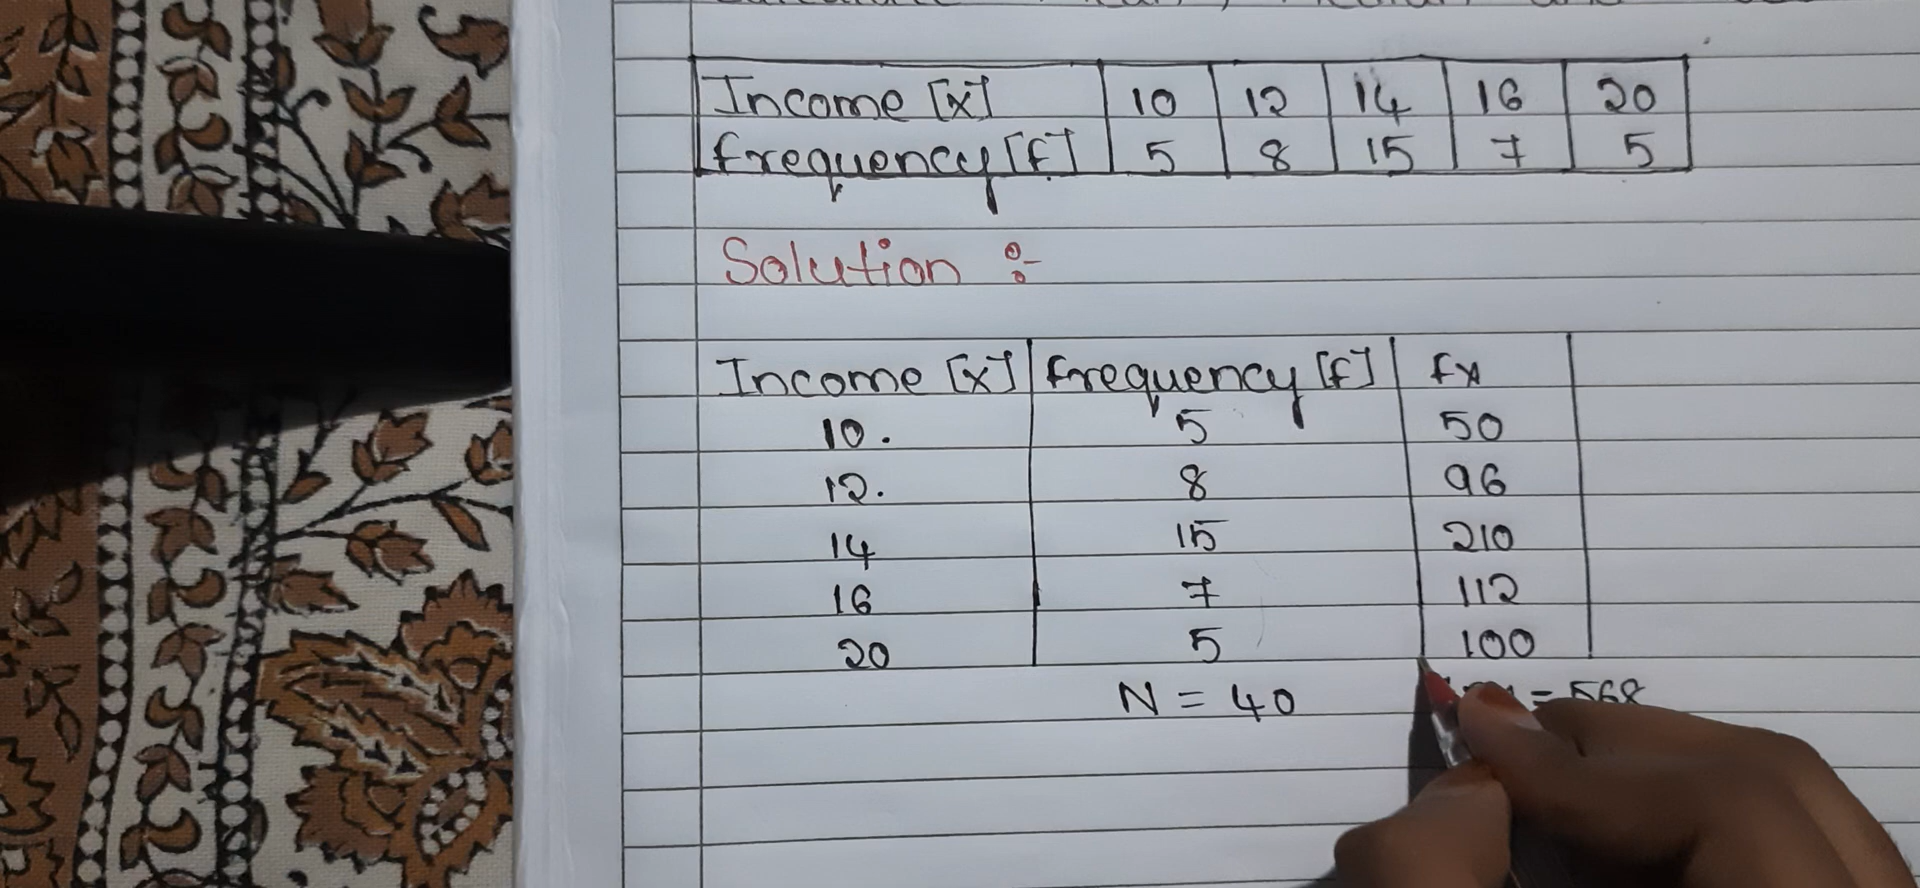 Income [x] 10 12 14 16 20
frequency [f] 5 8 15 7 5
Solution :-
Income [x] frequency [f] fx
10. 5 50
12. 8 96
14 15 210
16 7 112
20 5 100
N = 40 = 568